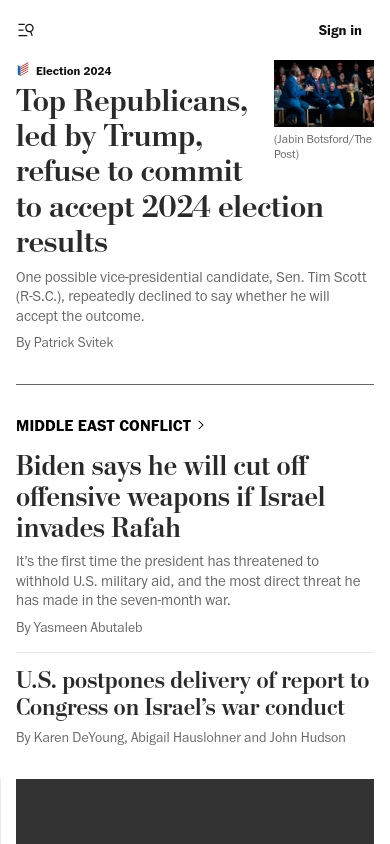 Sign in
Election 2024
Top Republicans,
led by Trump,
refuse to commit
to accept 2024 election
results
(Jabin Botsford/The
Post)
One possible vice-presidential candidate, Sen. Tim Scott
(R-S.C.), repeatedly declined to say whether he will
accept the outcome.
By Patrick Svitek
MIDDLE EAST CONFLICT
Biden says he will cut off
offensive weapons if Israel
invades Rafah
It's the first time the president has threatened to
withhold U.S. military aid, and the most direct threat he
has made in the seven-month war.
By Yasmeen Abutaleb
U.S. postpones delivery of report to
Congress on Israel’s war conduct
By Karen DeYoung, Abigail Hauslohner and John Hudson